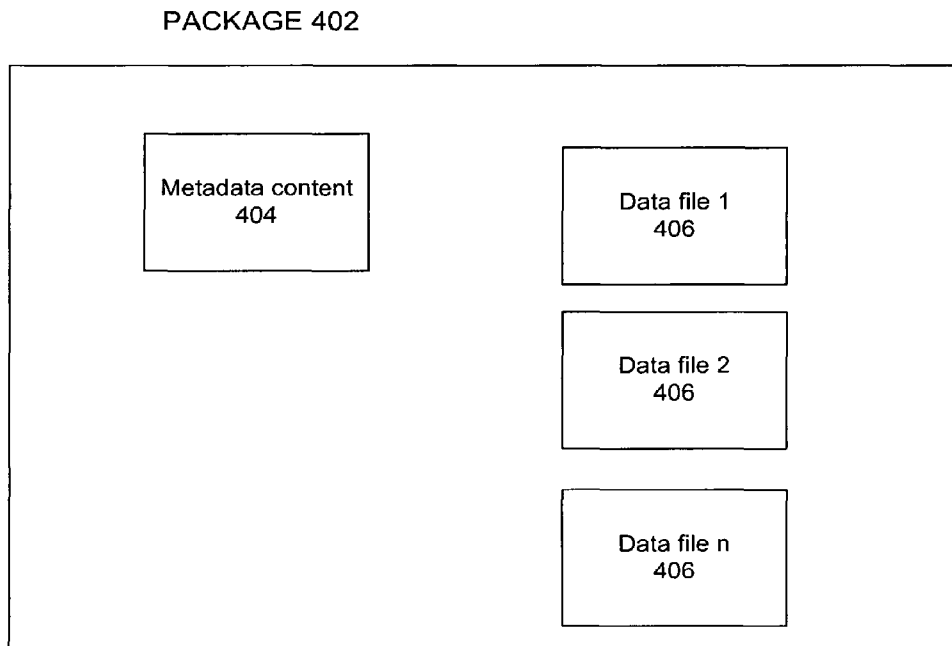 PACKAGE 402
Metadata content
404
Data file 1
406
Data file 2
406
Data file n
406